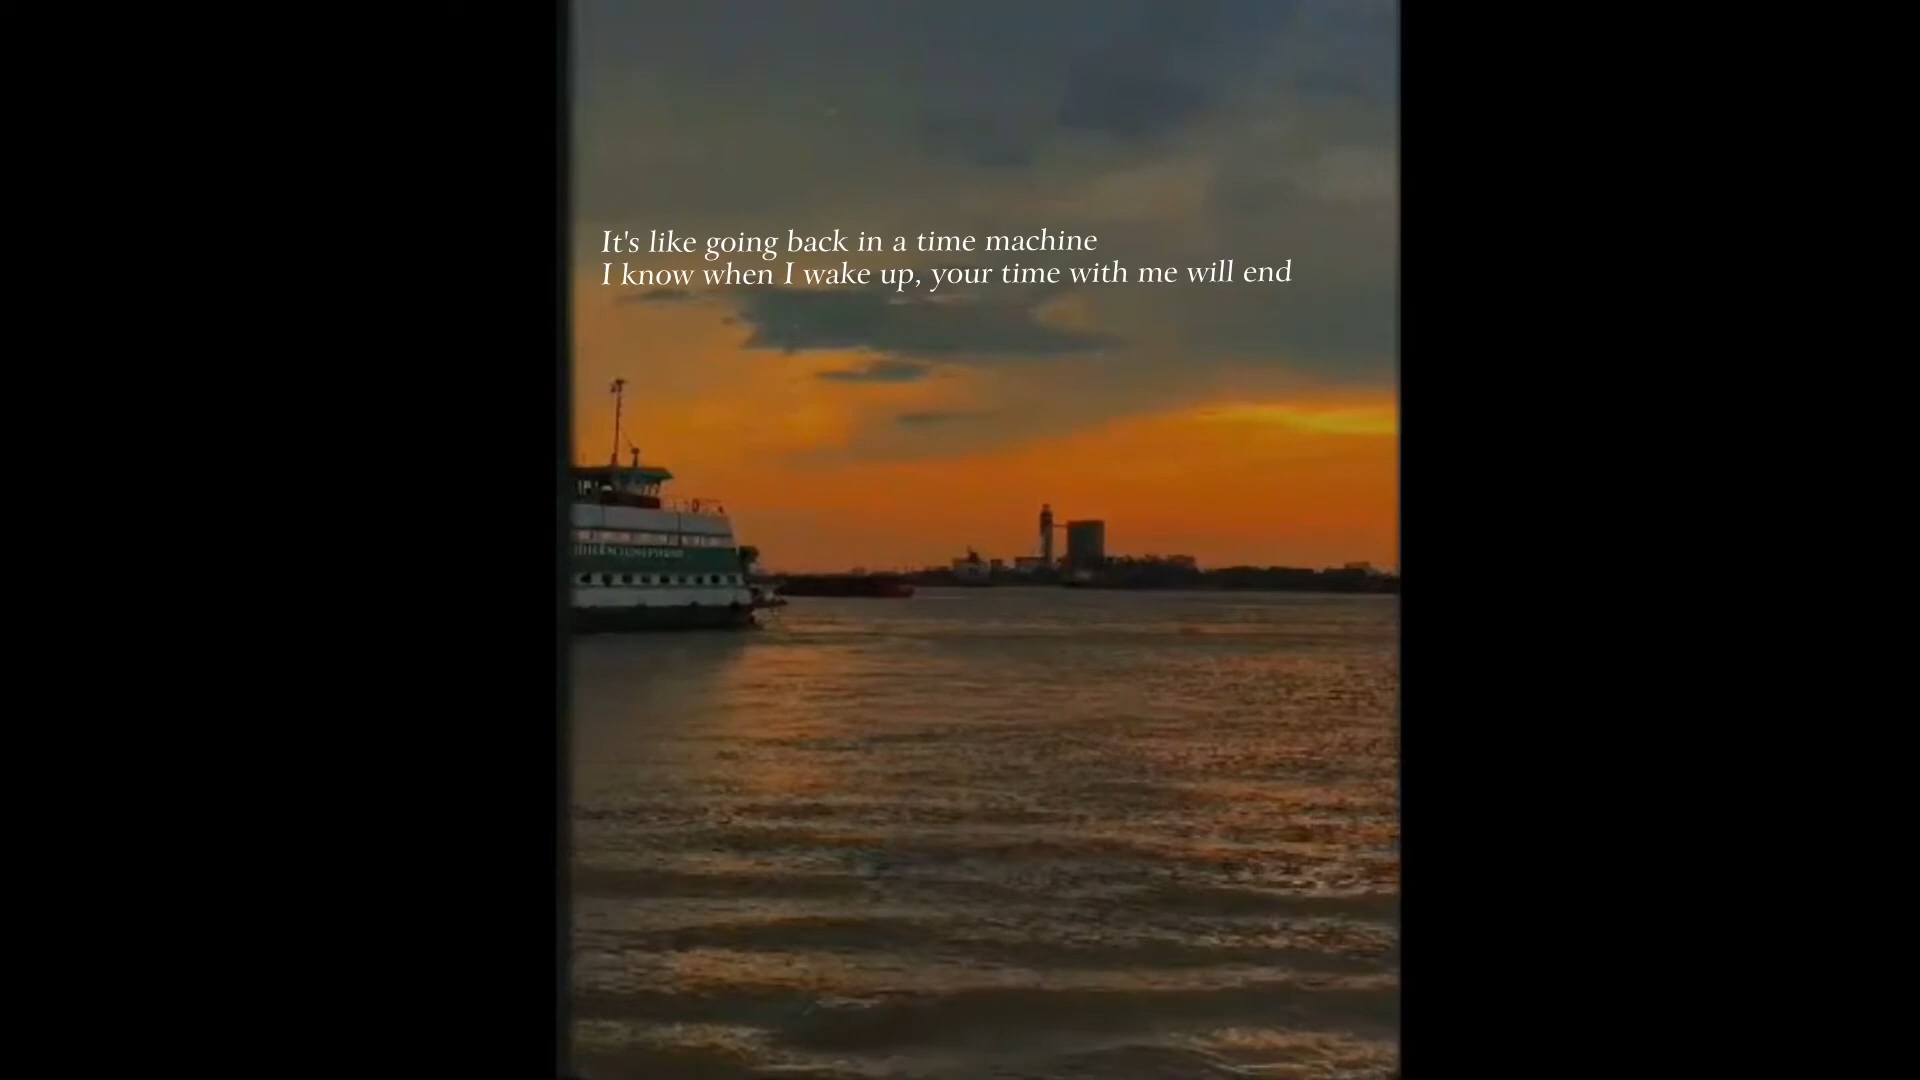 It's like going back in a time machine
I know when I wake up, your time with me will end